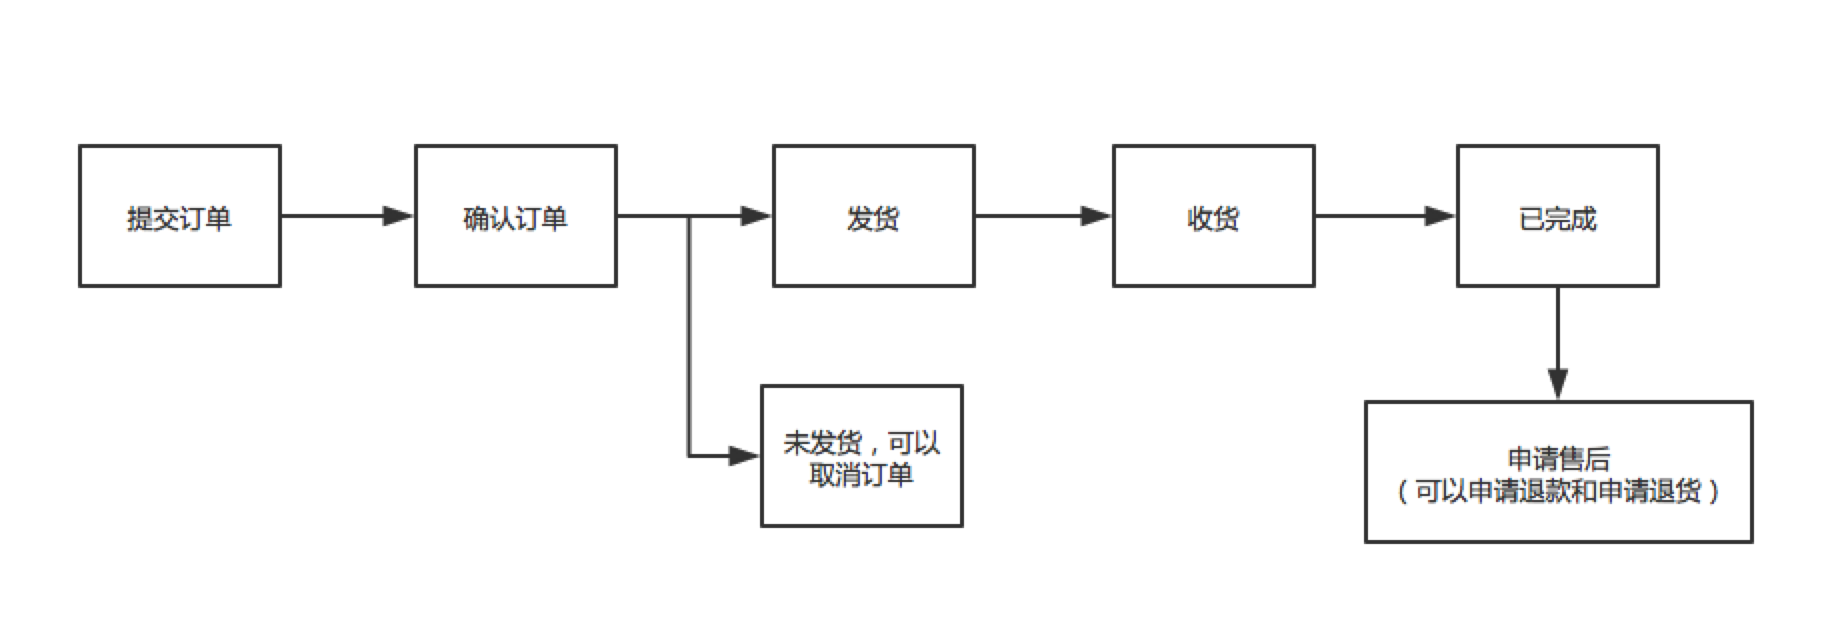 提交订单
确认订单
发货
收货
已完成
未发货，可以
取消订单
申请售后
（可以申请退款和申请退货）